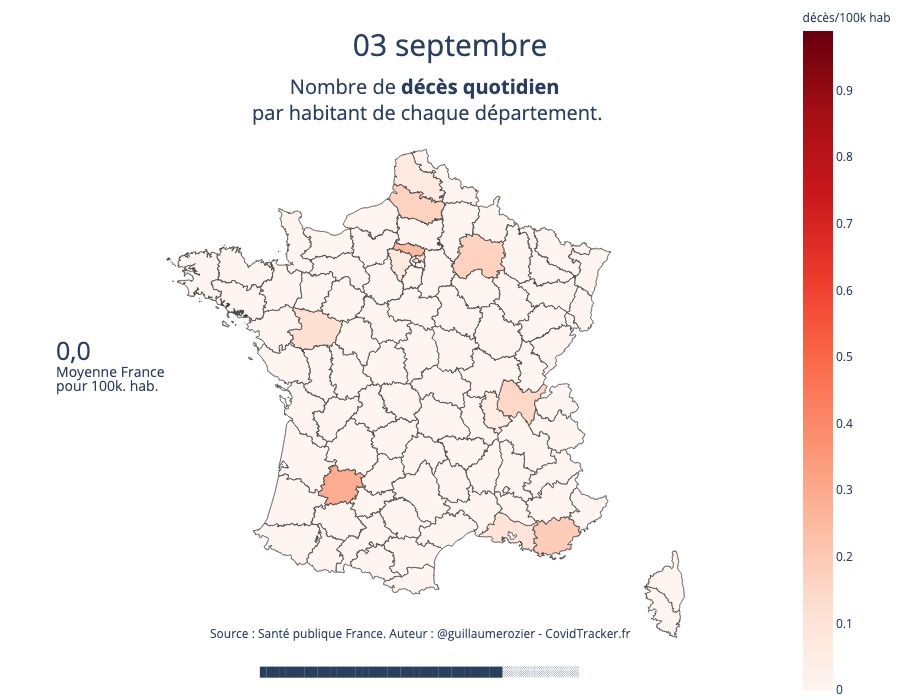 décès/100k hab
03 septembre
Nombre de décès quotidien
par habitant de chaque département.
0.9
0.8
0.7
0.6
0.5
0.4
0.3
0.2
0.1
0
0,0
Moyenne France
pour 100k. hab.
Source : Santé publique France. Auteur : @guillaumerozier - CovidTracker.fr